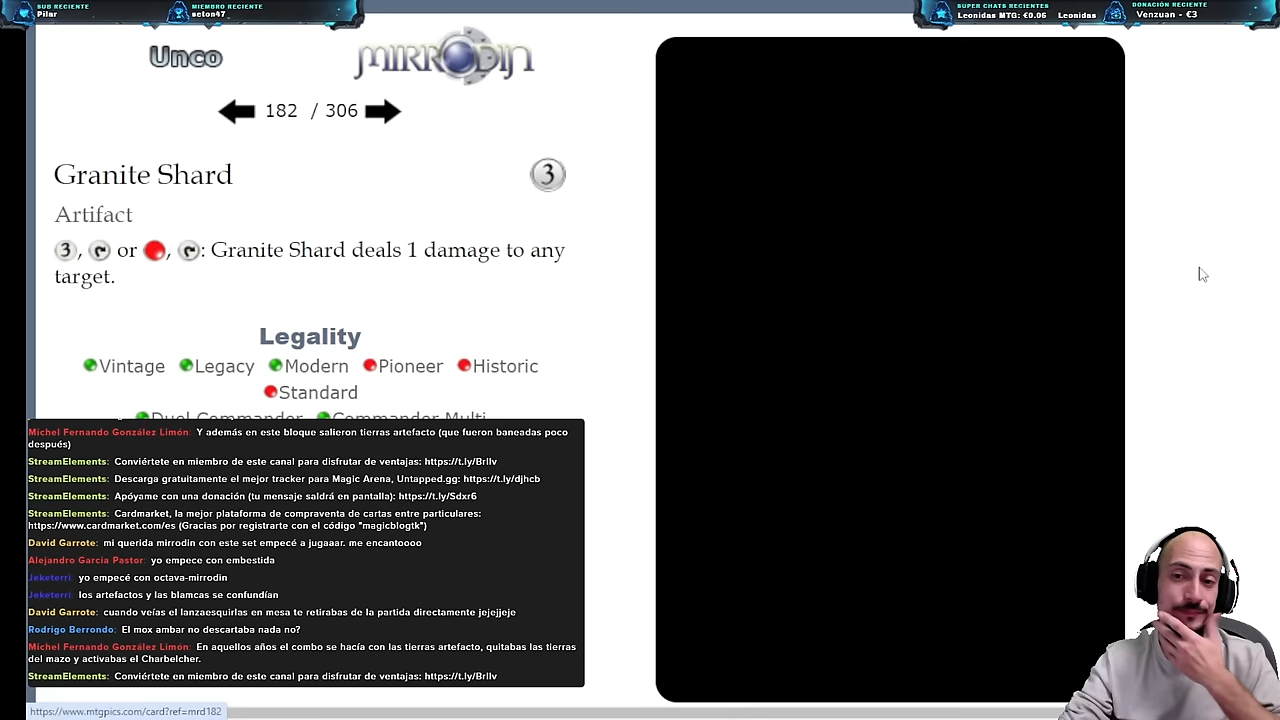 SUB RECIENTE
Pilar
MIEMBRO RECIENTE
seton47
SUPER CHATS RECIENTES
Leonidas MTG: €0.06 Leonidas
DONACIÓN RECIENTE
Venzuan - €3
Unco
MIRRODIN
182 / 306
Granite Shard
3
Artifact
3, or , : Granite Shard deals 1 damage to any
target.
Legality
Vintage Legacy Modern Pioneer Historic
Standard
Duel Commander Commander Multi
Michel Fernando González Limón: Y además en este bloque salieron tierras artefacto (que fueron baneadas poco
después)
StreamElements: Conviértete en miembro de este canal para disfrutar de ventajas: https://t.ly/BrIlv
StreamElements: Descarga gratuitamente el mejor tracker para Magic Arena, Untapped.gg: https://t.ly/djhcb
StreamElements: Apóyame con una donación (tu mensaje saldrá en pantalla): https://t.ly/Sdxr6
StreamElements: Cardmarket, la mejor plataforma de compraventa de cartas entre particulares:
https://www.cardmarket.com/es (Gracias por registrarte con el código "magicblogtk")
David Garrote: mi querida mirrodin con este set empecé a jugaaar. me encantoooo
Alejandro Garcia Pastor: yo empece con embestida
Jeketerri: yo empecé con octava-mirrodin
Jeketerri: los artefactos y las blamcas se confundían
David Garrote: cuando veías el lanzaesquirlas en mesa te retirabas de la partida directamente jejejjeje
Rodrigo Berrondo: El mox ambar no descartaba nada no?
Michel Fernando González Limón: En aquellos años el combo se hacía con las tierras artefacto, quitabas las tierras
del mazo y activabas el Charbelcher.
StreamElements: Conviértete en miembro de este canal para disfrutar de ventajas: https://t.ly/BrIlv
https://www.mtgpics.com/card?ref=mrd182